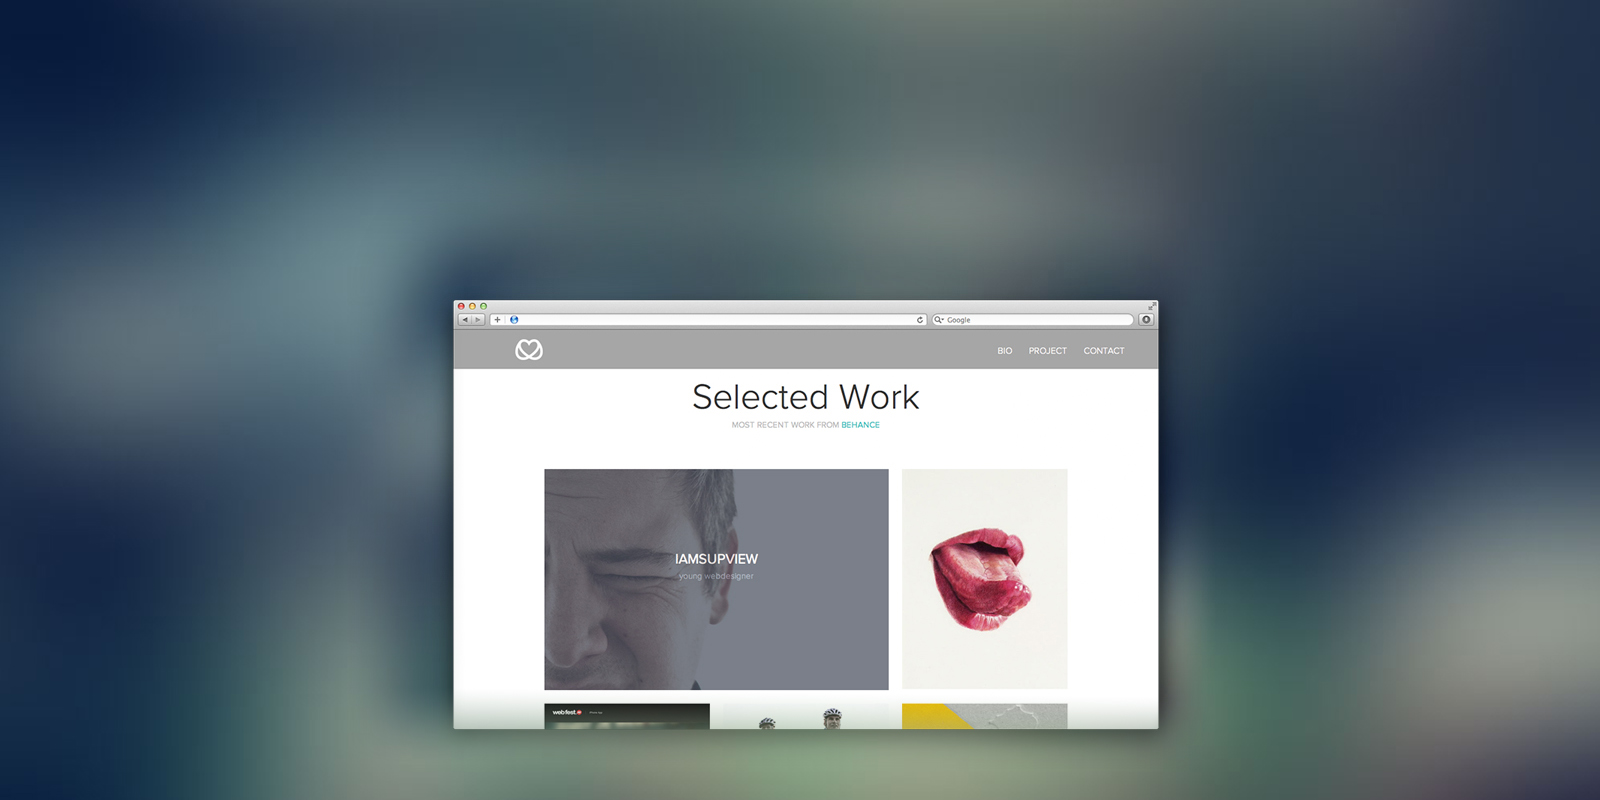 Google
BIO PROJECT CONTACT
Selected Work
MOST RECENT WORK FROM BEHANCE
IAMSUPVIEW
young webdesigner
webfest